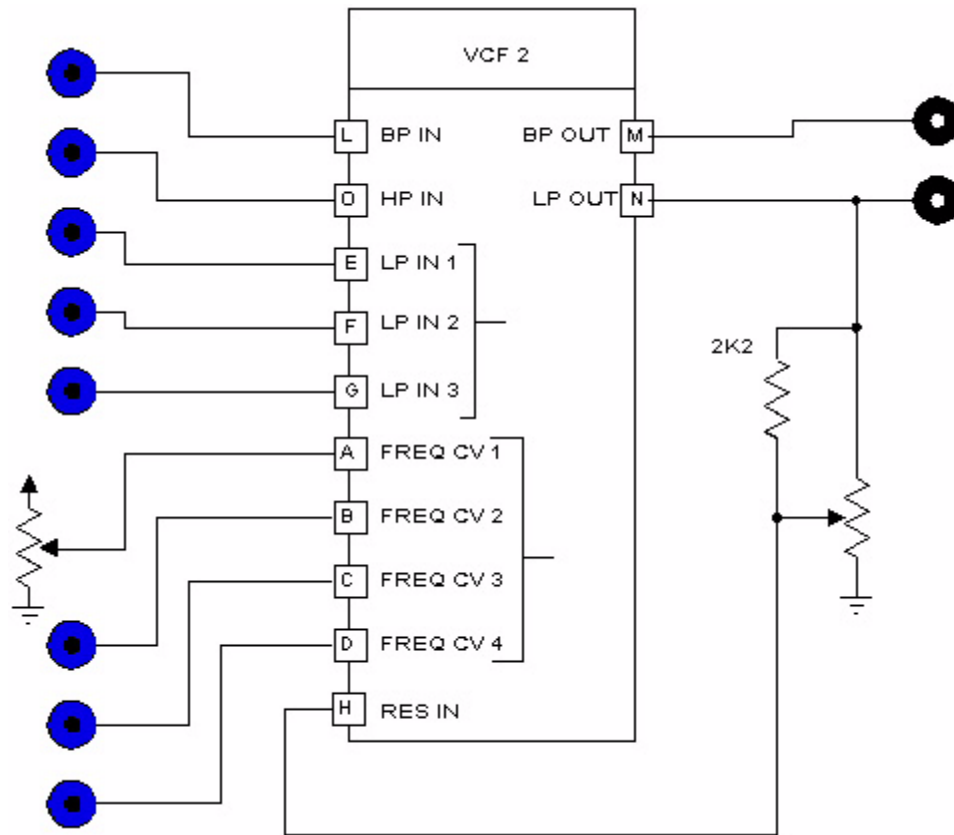 VCF 2
L BP IN BP OUT M
O HP IN LP OUT N
E LP IN 1
F LP IN 2
2K2
G LP IN 3
A FREQ CV 1
B FREQ CV 2
C FREQ CV 3
D FREQ CV 4
H RES IN